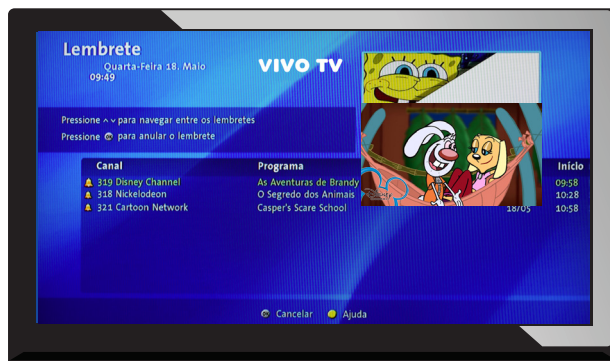 Lembrete
Quarta-Feira 18. Maio
09:49
VIVO TV
Pressione para navegar entre os lembretes
Pressione OK para anular o lembrete
Canal Programa Início
319 Disney Channel As Aventuras de Brandy 09:58
318 Nickelodeon O Segredo dos Animais 10:28
321 Cartoon Network Casper's Scare School 18/05 10:58
OK Cancelar Ajuda